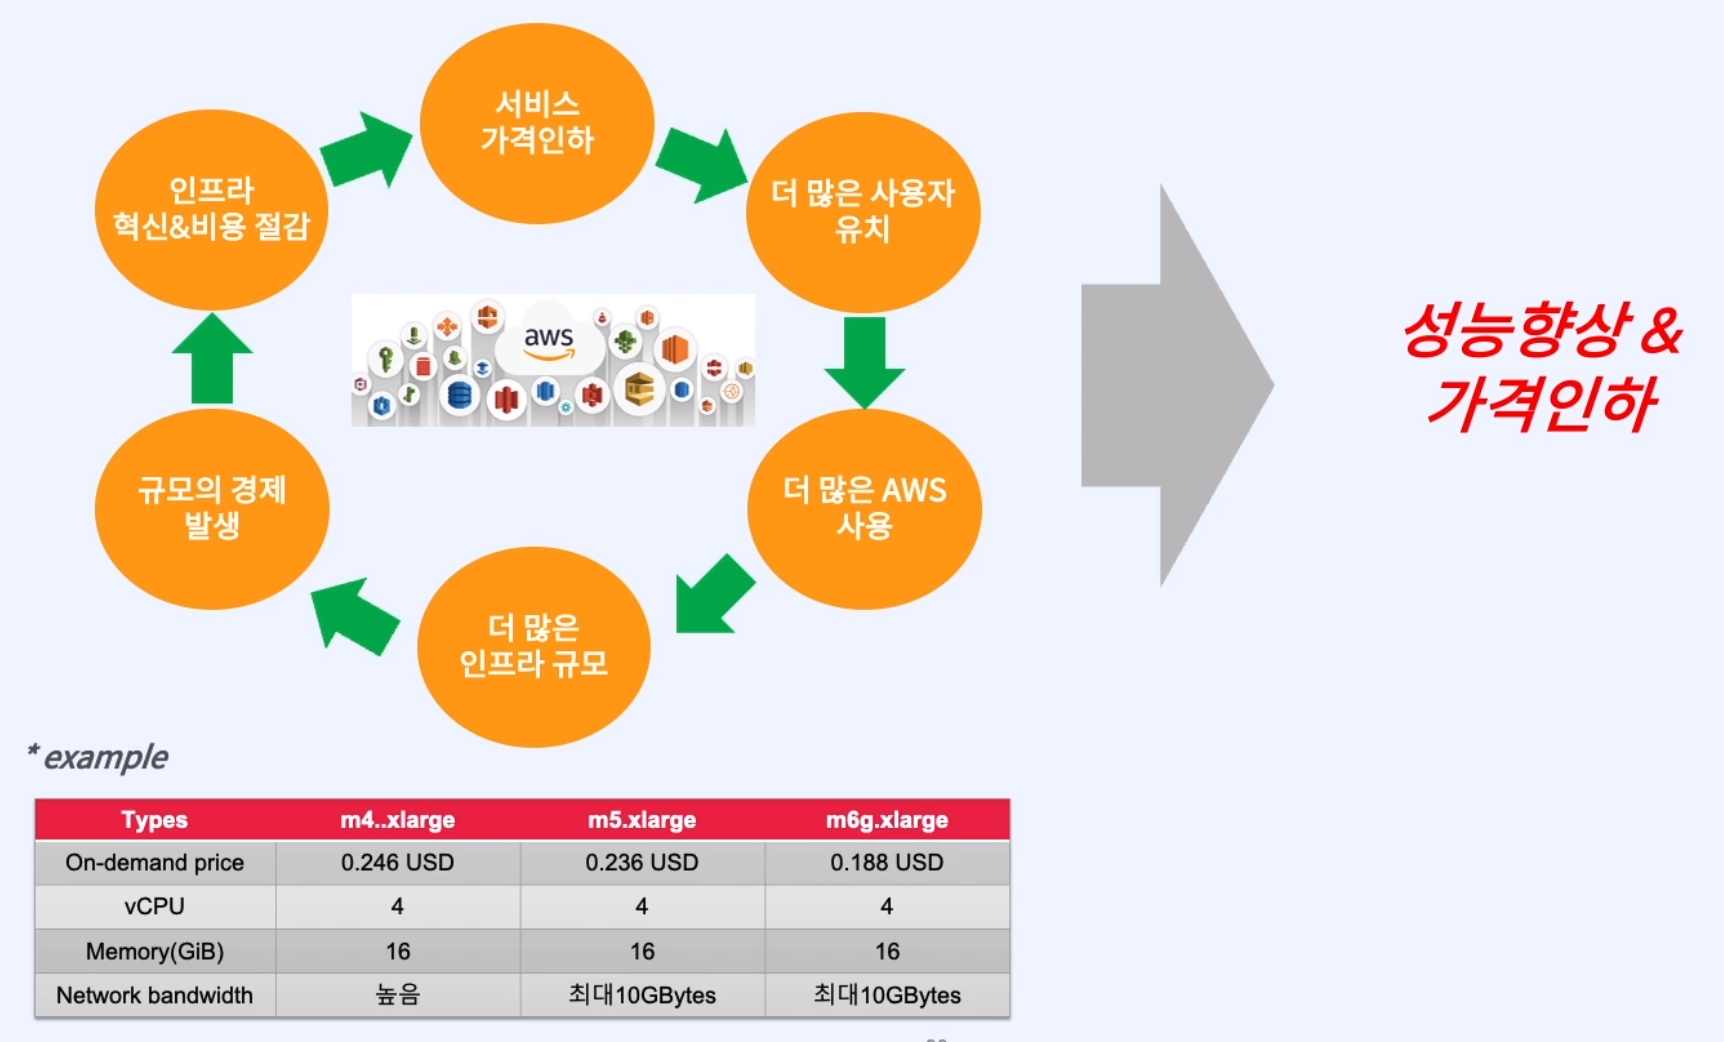 서비스
가격인하
인프라
혁신&비용 절감
더 많은 사용자
유치
aws
성능향상 &
가격인하
규모의 경제
발생
더 많은 AWS
사용
더 많은
인프라 규모
* example
Types m4..xlarge m5.xlarge m6g.xlarge
On-demand price 0.246 USD 0.236 USD 0.188 USD
vCPU 4 4 4
Memory(GiB) 16 16 16
Network bandwidth 높음 최대10GBytes 최대10GBytes